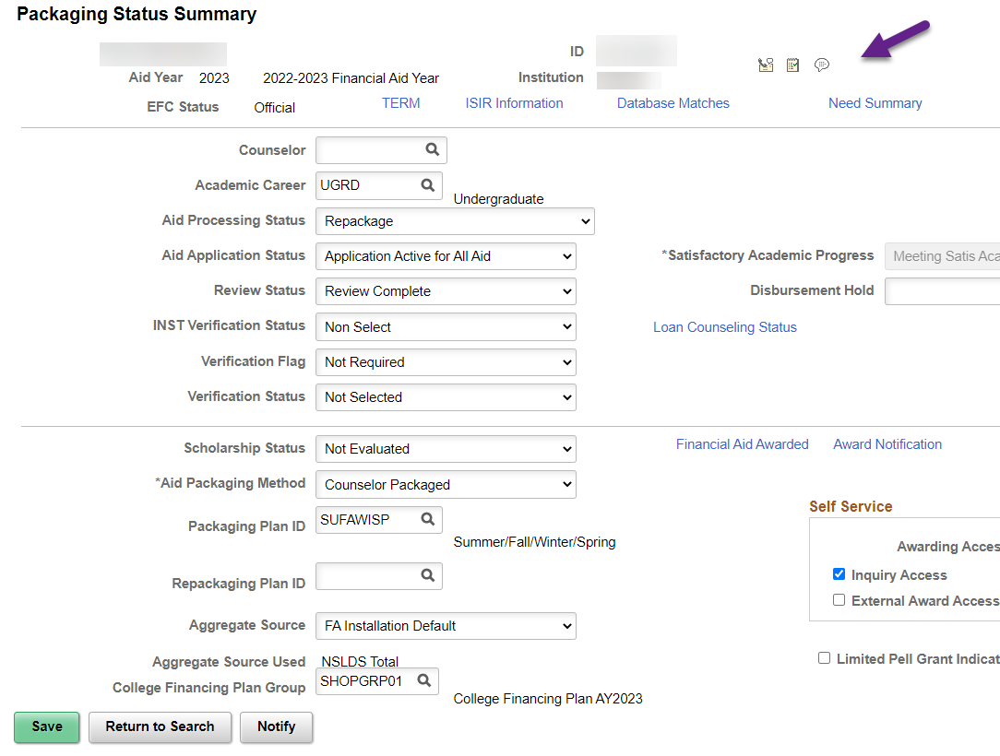 Packaging Status Summary
ID
Aid Year 2023 2022-2023 Financial Aid Year Institution
EFC Status Official TERM ISIR Information Database Matches Need Summary
Counselor
Academic Career UGRD Undergraduate
Aid Processing Status Repackage
Aid Application Status Application Active for All Aid *Satisfactory Academic Progress Meeting Satis Aca
Review Status Review Complete Disbursement Hold
INST Verification Status Non Select Loan Counseling Status
Verification Flag Not Required
Verification Status Not Selected
Scholarship Status Not Evaluated Financial Aid Awarded Award Notification
*Aid Packaging Method Counselor Packaged
Self Service
Packaging Plan ID SUFAWISP Summer/Fall/Winter/Spring
Awarding Acces
Inquiry Access
Repackaging Plan ID
External Award Access
Aggregate Source FA Installation Default
Aggregate Source Used NSLDS Total
Limited Pell Grant Indicat
College Financing Plan Group SHOPGRP01 College Financing Plan AY2023
Save Return to Search Notify